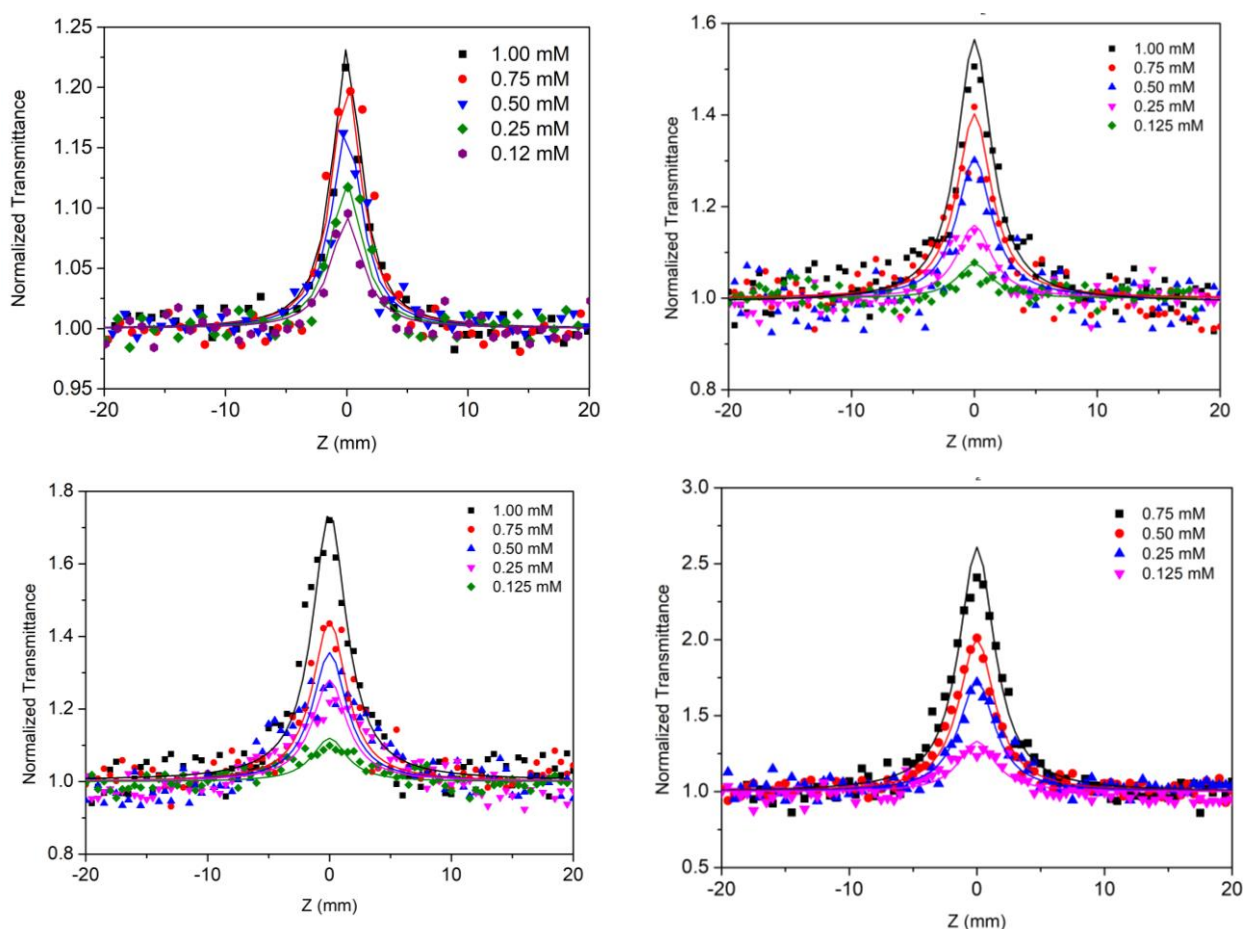 1.25
1.20
1.15
1.10
1.05
1.00
0.95
Normalized Transmittance
1.00 mM
0.75 mM
0.50 mM
0.25 mM
0.12 mM
-20
-10
0
10
20
Z (mm)
1.6
1.4
1.2
1.0
0.8
Normalized Transmittance
1.00 mM
0.75 mM
0.50 mM
0.25 mM
0.125 mM
-20
-10
0
10
20
Z (mm)
1.8
1.6
1.4
1.2
1.0
0.8
Normalized Transmittance
1.00 mM
0.75 mM
0.50 mM
0.25 mM
0.125 mM
-20
-10
0
10
20
Z (mm)
3.0
2.5
2.0
1.5
1.0
0.5
Normalized Transmittance
0.75 mM
0.50 mM
0.25 mM
0.125 mM
-20
-10
0
10
20
Z (mm)